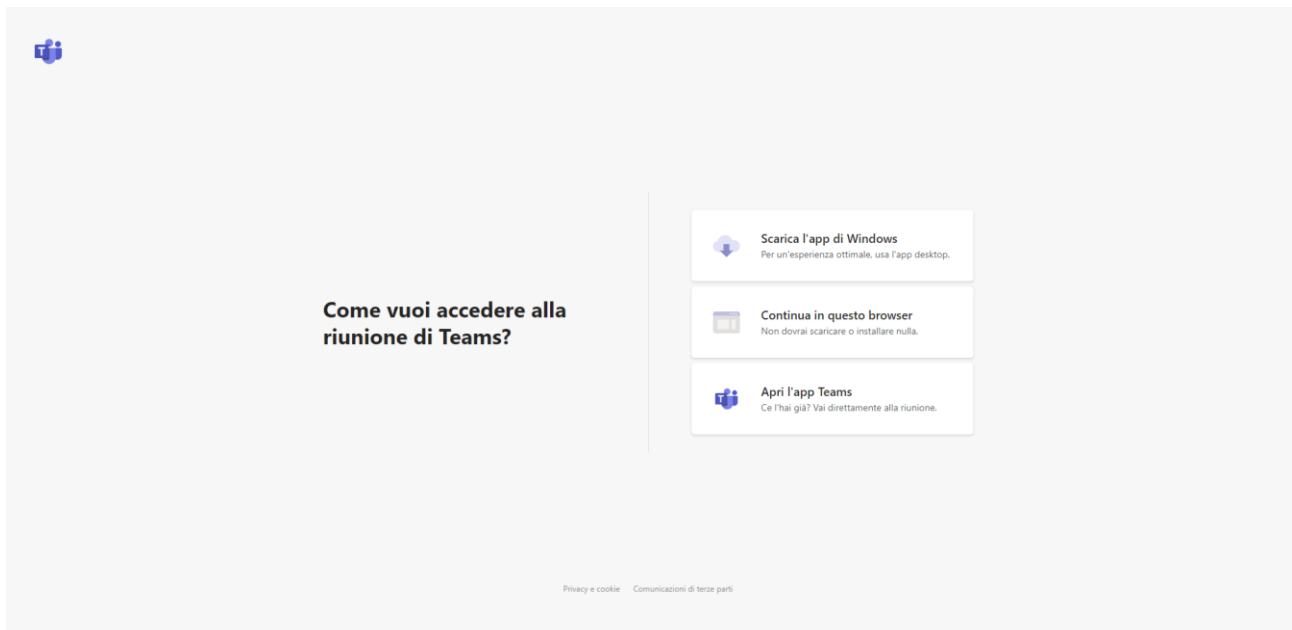 Come vuoi accedere alla
riunione di Teams?
Scarica l'app di Windows
Per un'esperienza ottimale, usa l'app desktop.
Continua in questo browser
Non dovrai scaricare o installare nulla.
Apri l'app Teams
Ce l'hai già? Vai direttamente alla riunione.
Privacy e cookie Comunicazioni di terze parti